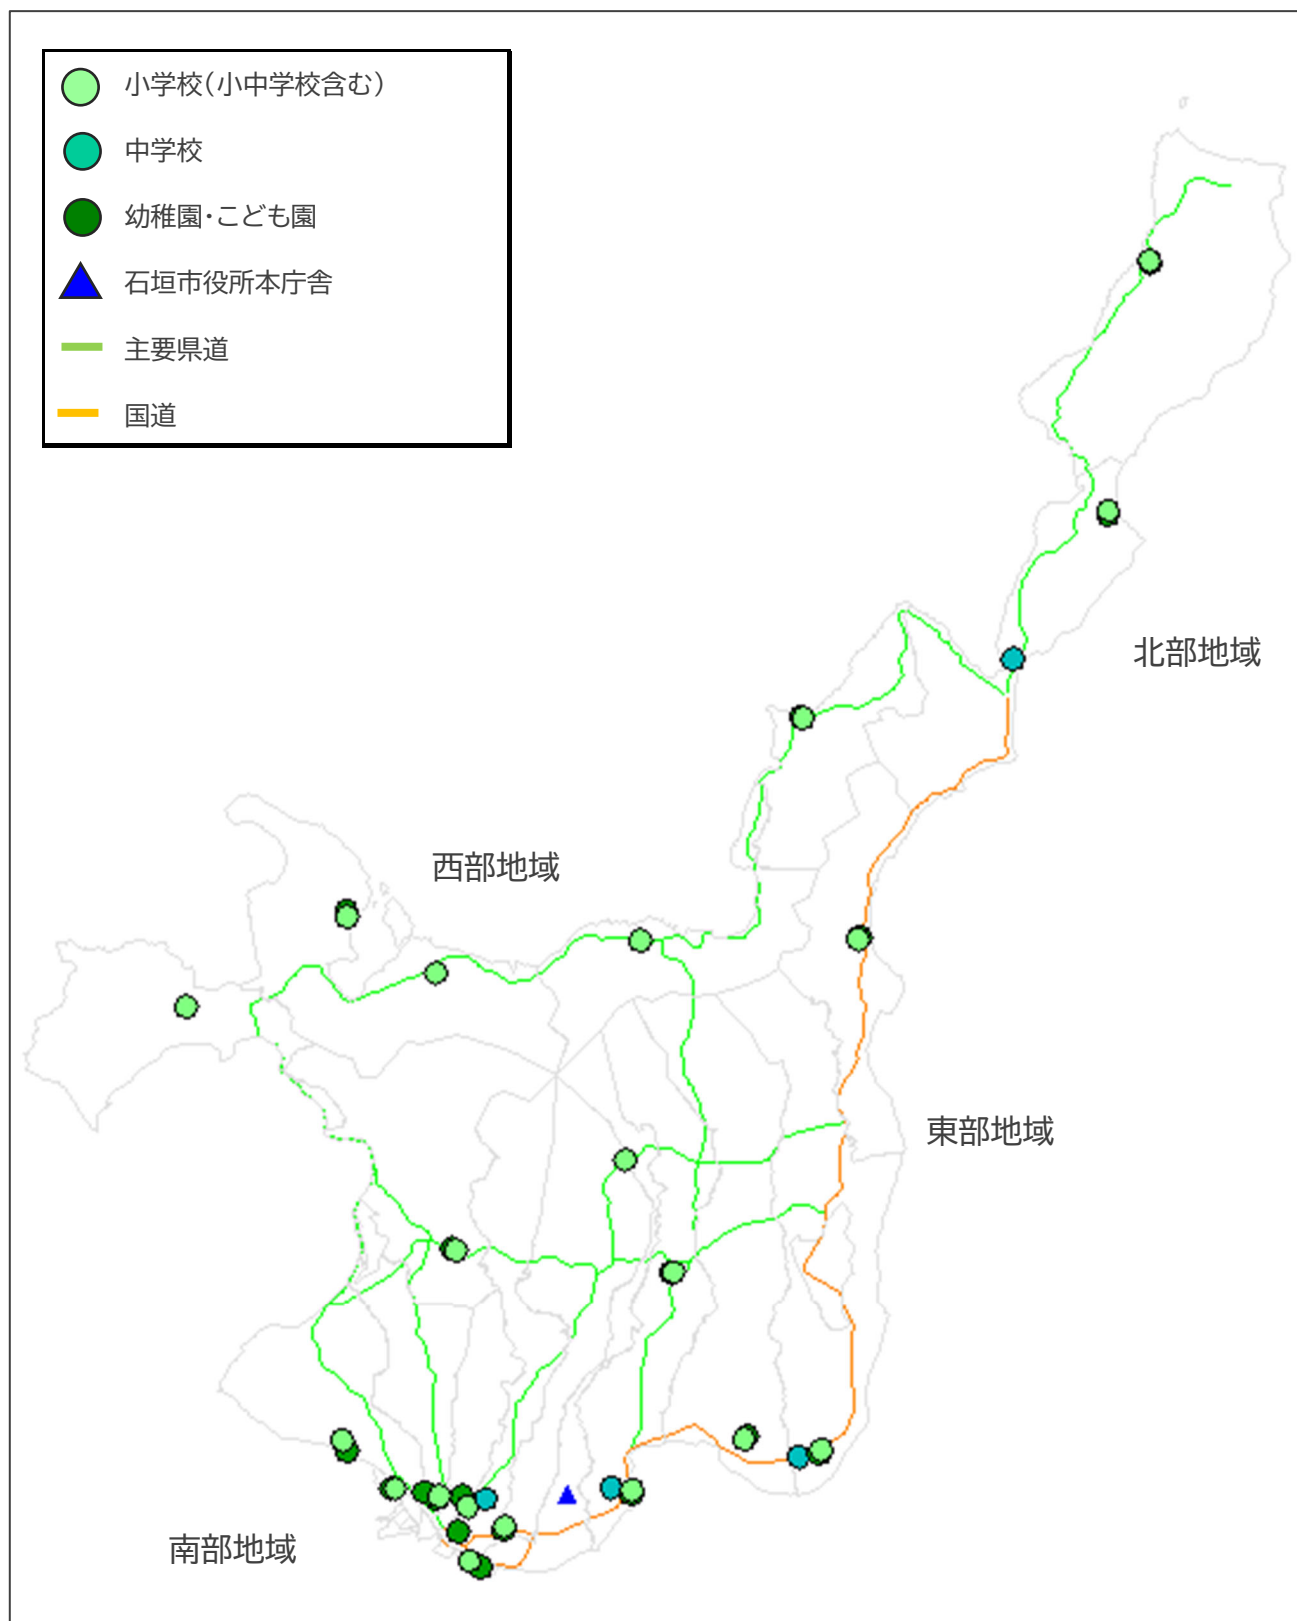 小学校(小中学校含む)
中学校
幼稚園・こども園
石垣市役所本庁舎
主要県道
国道
北部地域
西部地域
東部地域
南部地域